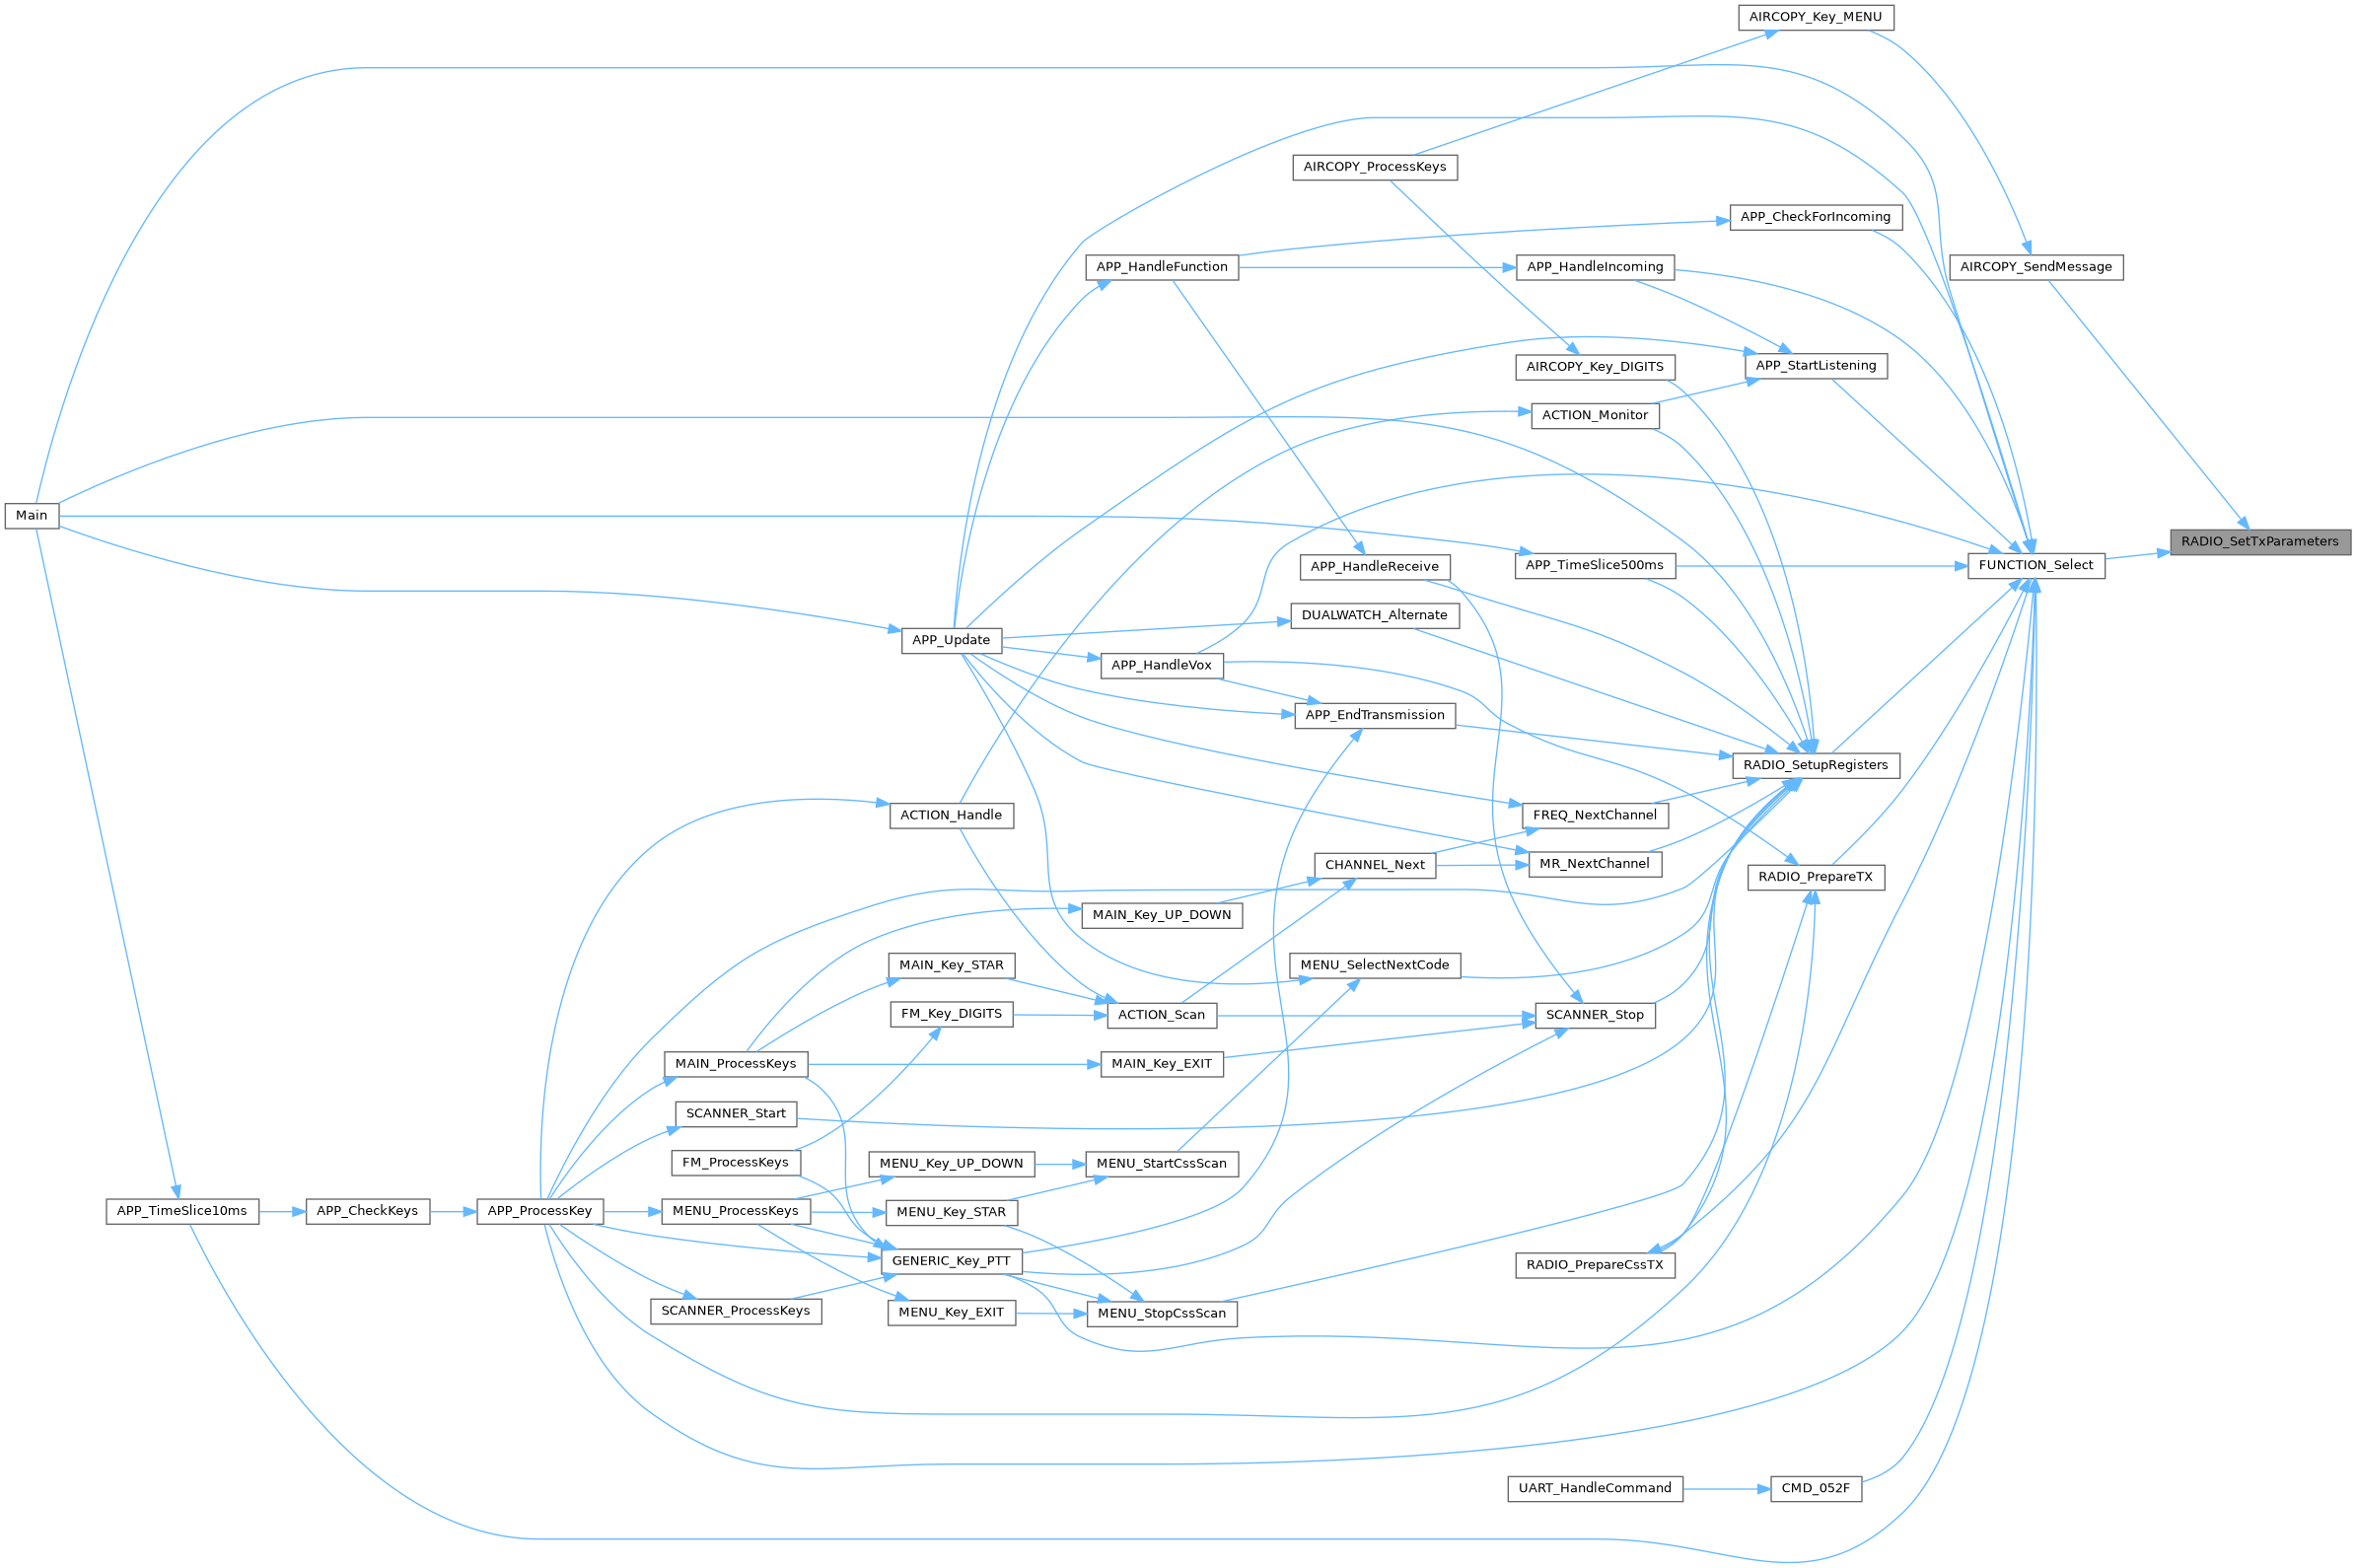 AIRCOPY_Key_MENU
AIRCOPY_ProcessKeys
APP_CheckForIncoming
APP_HandleFunction
APP_HandleIncoming
AIRCOPY_SendMessage
AIRCOPY_Key_DIGITS
APP_StartListening
ACTION_Monitor
Main
RADIO_SetTxParameters
APP_HandleReceive
APP_TimeSlice500ms
FUNCTION_Select
DUALWATCH_Alternate
APP_Update
APP_HandleVox
APP_EndTransmission
RADIO_SetupRegisters
ACTION_Handle
FREQ_NextChannel
CHANNEL_Next
MR_NextChannel
RADIO_PrepareTX
MAIN_Key_UP_DOWN
MAIN_Key_STAR
MENU_SelectNextCode
FM_Key_DIGITS
ACTION_Scan
SCANNER_Stop
MAIN_ProcessKeys
MAIN_Key_EXIT
SCANNER_Start
FM_ProcessKeys
MENU_Key_UP_DOWN
MENU_StartCssScan
APP_TimeSlice10ms
APP_CheckKeys
APP_ProcessKey
MENU_ProcessKeys
MENU_Key_STAR
GENERIC_Key_PTT
RADIO_PrepareCssTX
SCANNER_ProcessKeys
MENU_Key_EXIT
MENU_StopCssScan
UART_HandleCommand
CMD_052F